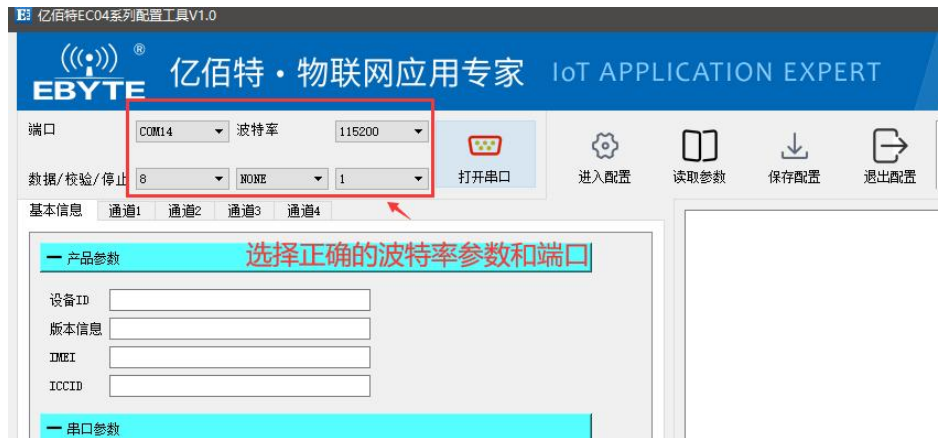 亿佰特EC04系列配置工具V1.0
((( ))) ®
EBYTE 亿佰特·物联网应用专家 IoT APPLICATION EXPERT
端口 COM14 波特率 115200
数据/校验/停止 8 NONE 1
打开串口 进入配置 读取参数 保存配置 退出配置
基本信息 通道1 通道2 通道3 通道4
选择正确的波特率参数和端口
产品参数
设备ID
版本信息
IMEI
ICCID
串口参数